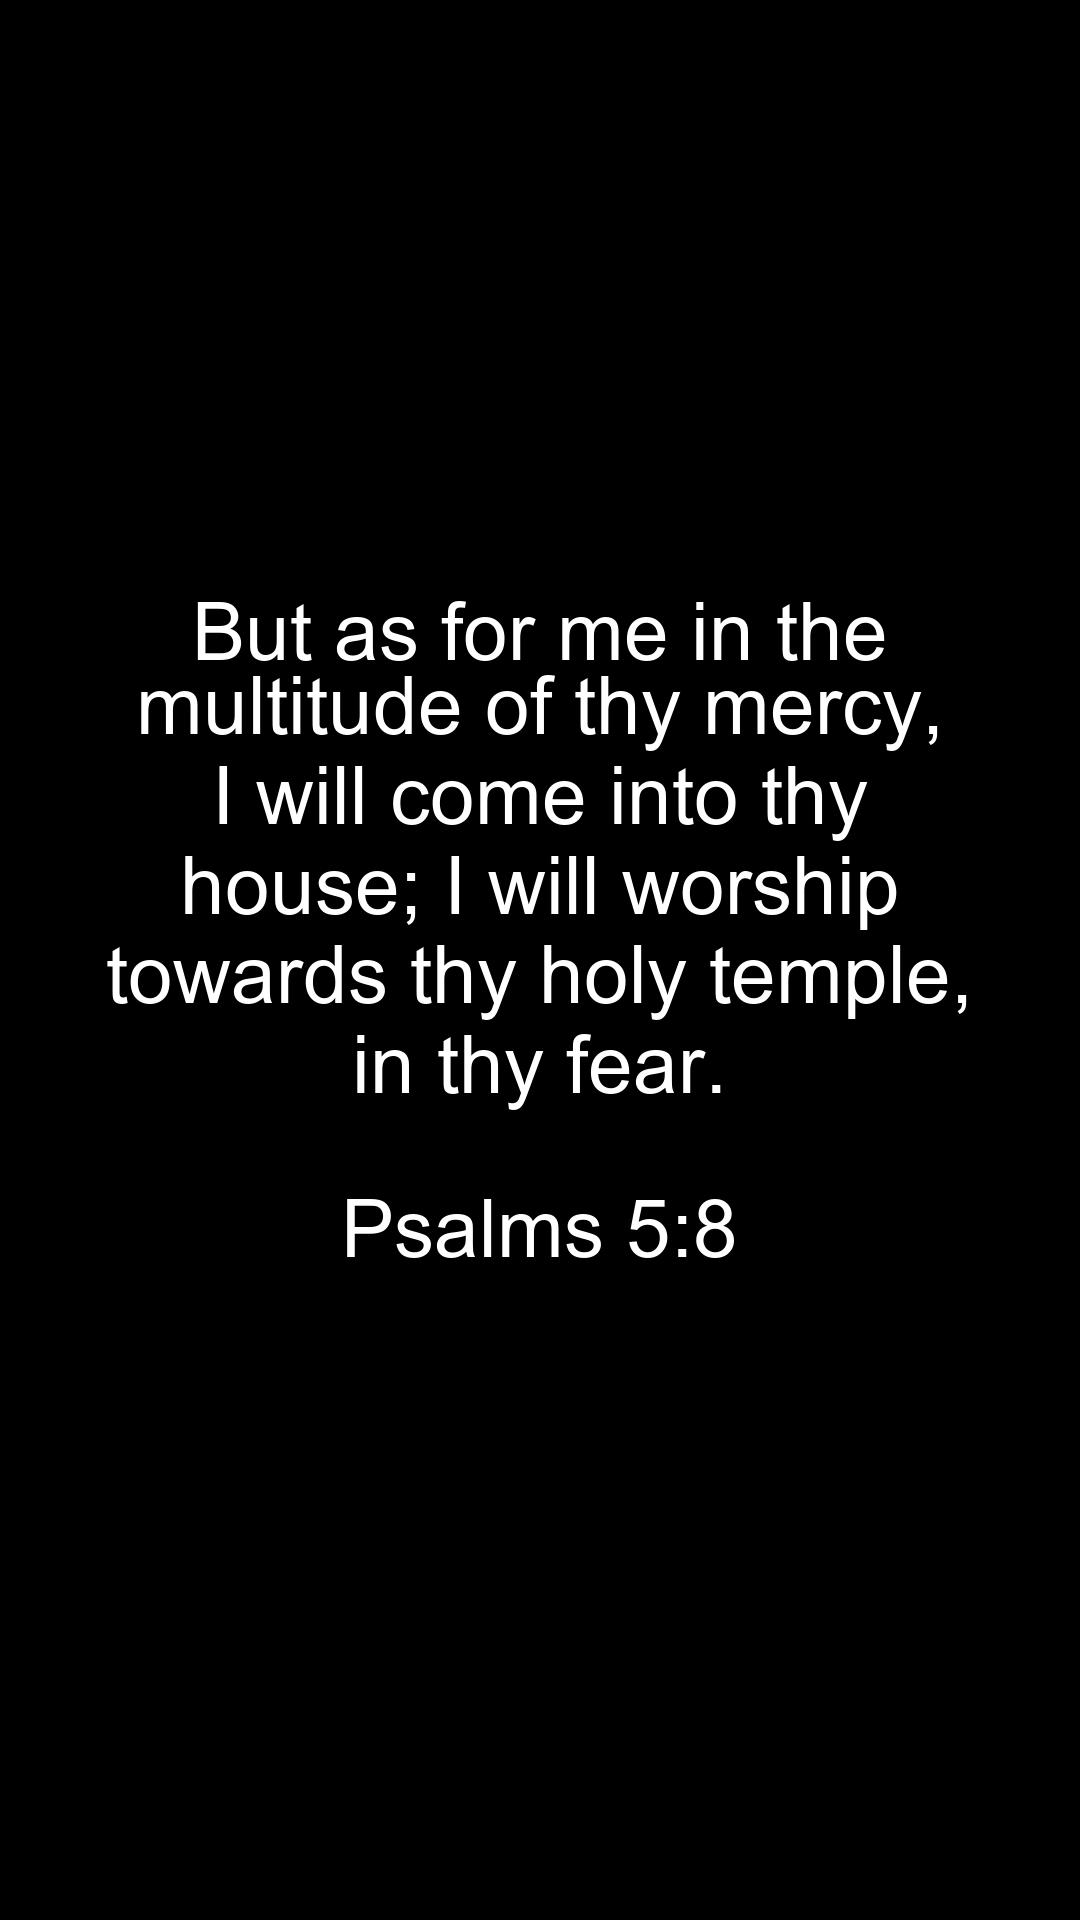 But as for me in the
multitude of thy mercy,
I will come into thy
house; I will worship
towards thy holy temple,
in thy fear.
Psalms 5:8